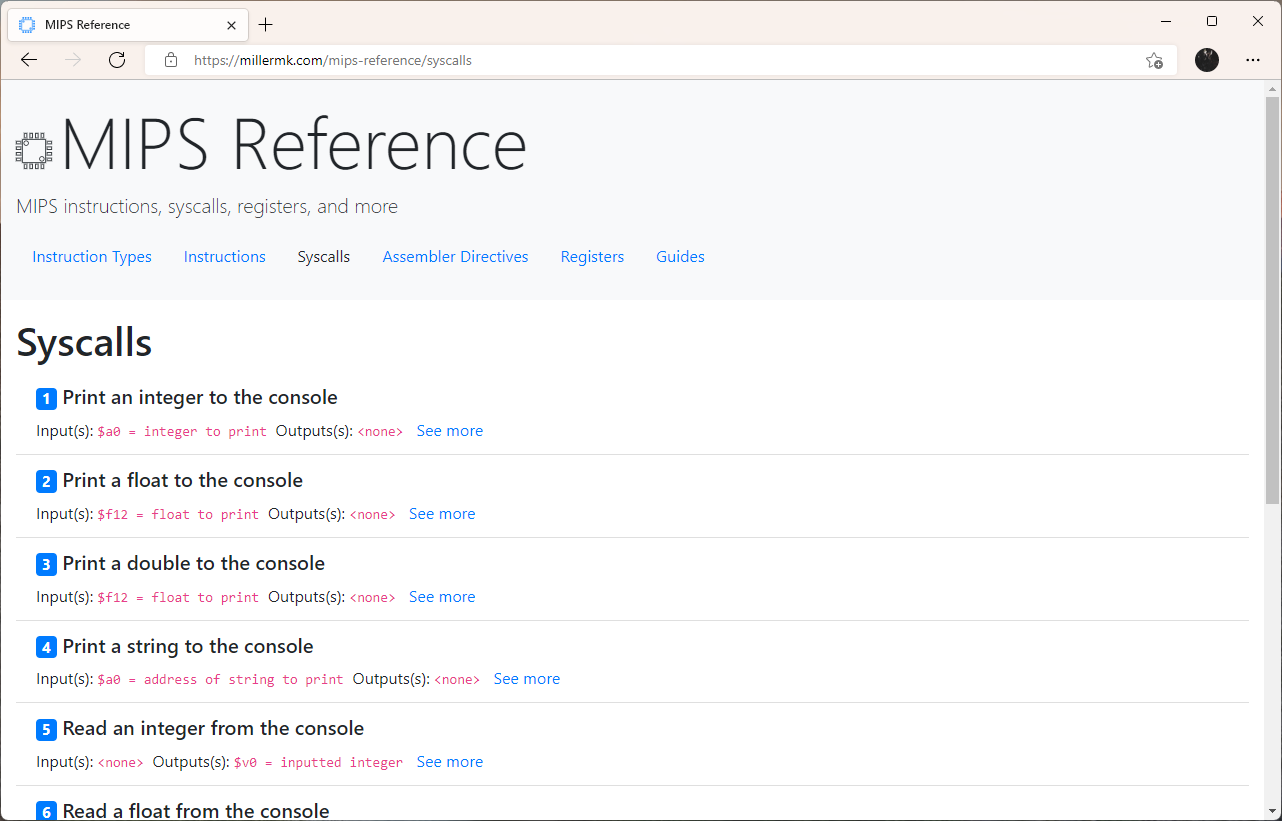 MIPS Reference
https://millermk.com/mips-reference/syscalls
MIPS Reference
MIPS instructions, syscalls, registers, and more
Instruction Types Instructions Syscalls Assembler Directives Registers Guides
Syscalls
1 Print an integer to the console
Input(s): $a0 = integer to print Outputs(s): <none> See more
2 Print a float to the console
Input(s): $f12 = float to print Outputs(s): <none> See more
3 Print a double to the console
Input(s): $f12 = float to print Outputs(s): <none> See more
4 Print a string to the console
Input(s): $a0 = address of string to print Outputs(s): <none> See more
5 Read an integer from the console
Input(s): <none> Outputs(s): $v0 = inputted integer See more
6 Read a float from the console